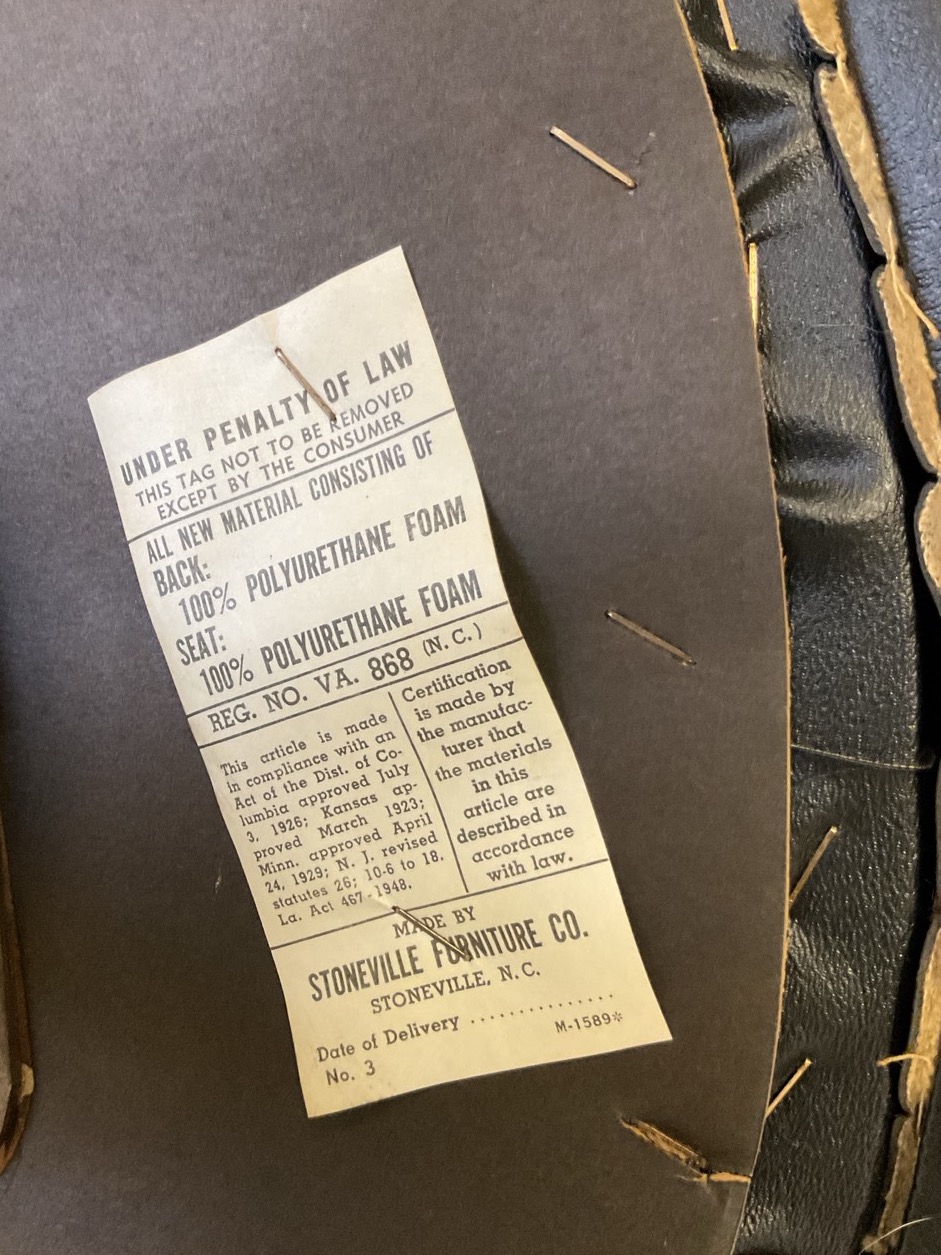 UNDER PENALTY OF LAW
THIS TAG NOT TO BE REMOVED
EXCEPT BY THE CONSUMER
ALL NEW MATERIAL CONSISTING OF
BACK:
100% POLYURETHANE FOAM
SEAT:
100% POLYURETHANE FOAM
REG. NO. VA. 868 (N. C.)
This article is made
in compliance with an
Act of the Dist. of Co-
lumbia approved July
3, 1926; Kansas ap-
proved March 1923;
Minn. approved April
24, 1929; N. J. revised
statutes 26; 10-6 to 18.
La. Act 467-1948.
Certification
is made by
the manufac-
turer that
the materials
in this
article are
described in
accordance
with law.
MADE BY
STONEVILLE FURNITURE CO.
STONEVILLE, N. C.
Date of Delivery ...............
No. 3 M-1589*